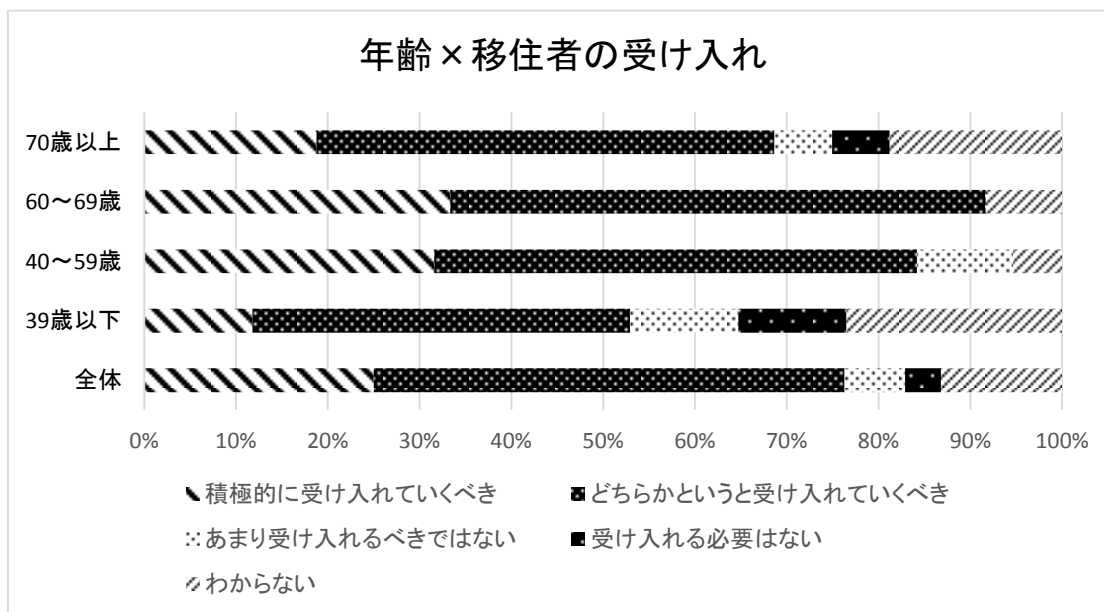 年齢×移住者の受け入れ
70歳以上
60～69歳
40～59歳
39歳以下
全体
0% 10% 20% 30% 40% 50% 60% 70% 80% 90% 100%
積極的に受け入れていくべき どちらかというと受け入れていくべき
あまり受け入れるべきではない 受け入れる必要はない
わからない